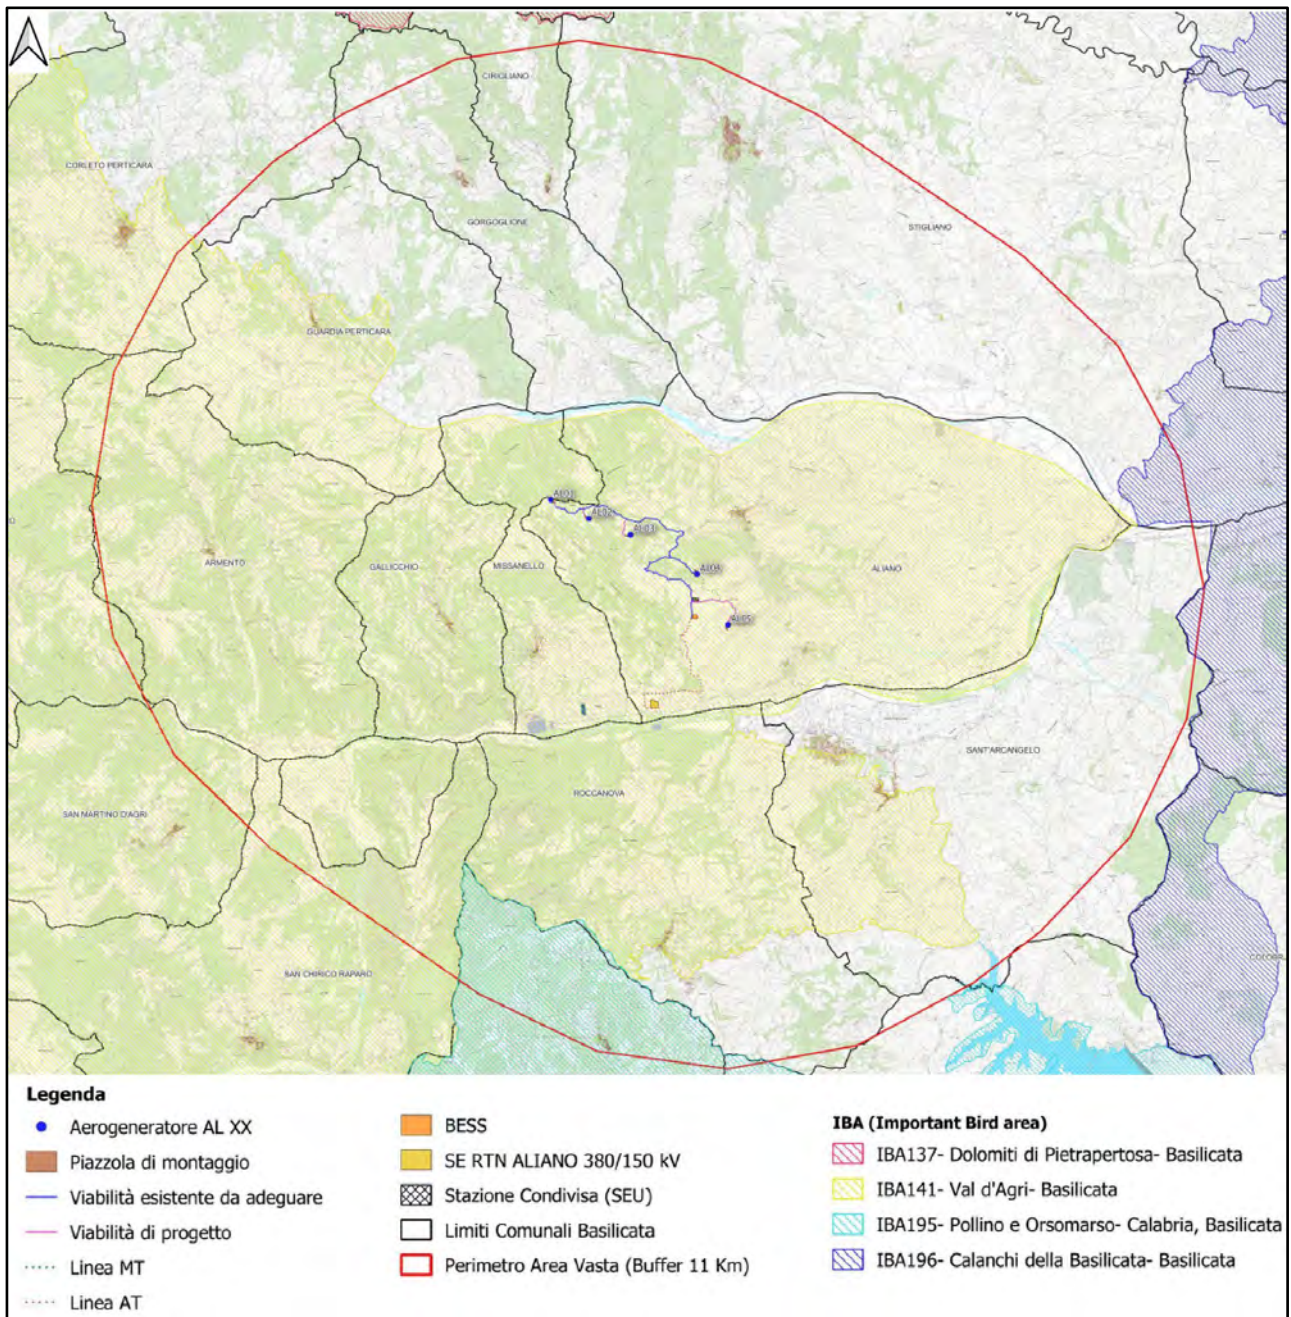 CIRIGLIANO
CORLETO PERTICARA
GORGOGLIONE
STIGLIANO
GUARDIA PERTICARA
AL01
AL02
AL03
ARMENTO
GALLICCHIO
MISSANELLO
ALIANO
AL05
SANT'ARCANGELO
ROCCANOVA
SAN MARTINO D'AGRI
SAN CHIRICO RAPARO
Legenda
Aerogeneratore AL XX
Piazzola di montaggio
Viabilità esistente da adeguare
Viabilità di progetto
Linea MT
Linea AT
BESS
SE RTN ALIANO 380/150 kV
Stazione Condivisa (SEU)
Limiti Comunali Basilicata
Perimetro Area Vasta (Buffer 11 Km)
IBA (Important Bird area)
IBA137- Dolomiti di Pietrapertosa- Basilicata
IBA141- Val d'Agri- Basilicata
IBA195- Pollino e Orsomarso- Calabria, Basilicata
IBA196- Calanchi della Basilicata- Basilicata